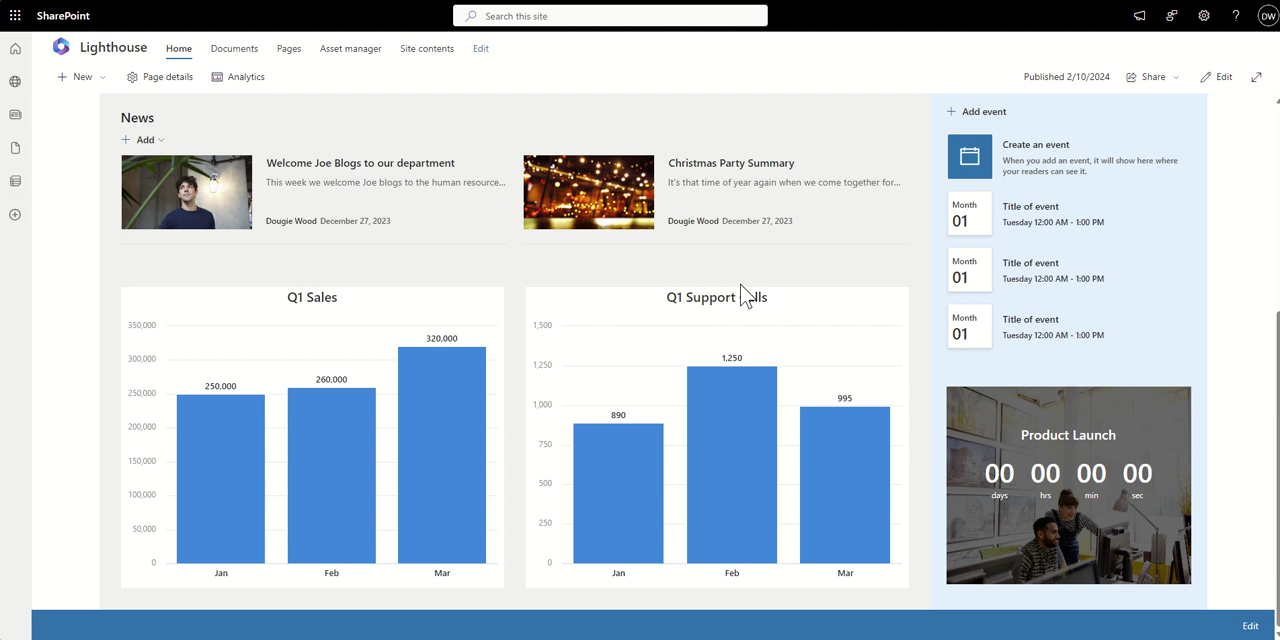 SharePoint
Search this site
?
DW
Lighthouse
Home
Documents
Pages
Asset manager
Site contents
Edit
New
Page details
Analytics
Published 2/10/2024
Share
Edit
News
Add
Welcome Joe Blogs to our department
This week we welcome Joe blogs to the human resource...
Dougie Wood December 27, 2023
Christmas Party Summary
It's that time of year again when we come together for...
Dougie Wood December 27, 2023
Q1 Sales
350,000
300,000
250,000
200,000
150,000
100,000
50,000
0
250,000
260,000
320,000
Jan
Feb
Mar
Q1 Support
1,500
1,250
1,000
750
500
250
0
890
1,250
995
Jan
Feb
Mar
Add event
Create an event
When you add an event, it will show here where
your readers can see it.
Month
01
Title of event
Tuesday 12:00 AM - 1:00 PM
Month
01
Title of event
Tuesday 12:00 AM - 1:00 PM
Month
01
Title of event
Tuesday 12:00 AM - 1:00 PM
Product Launch
00 00 00 00
days hrs min sec
Edit